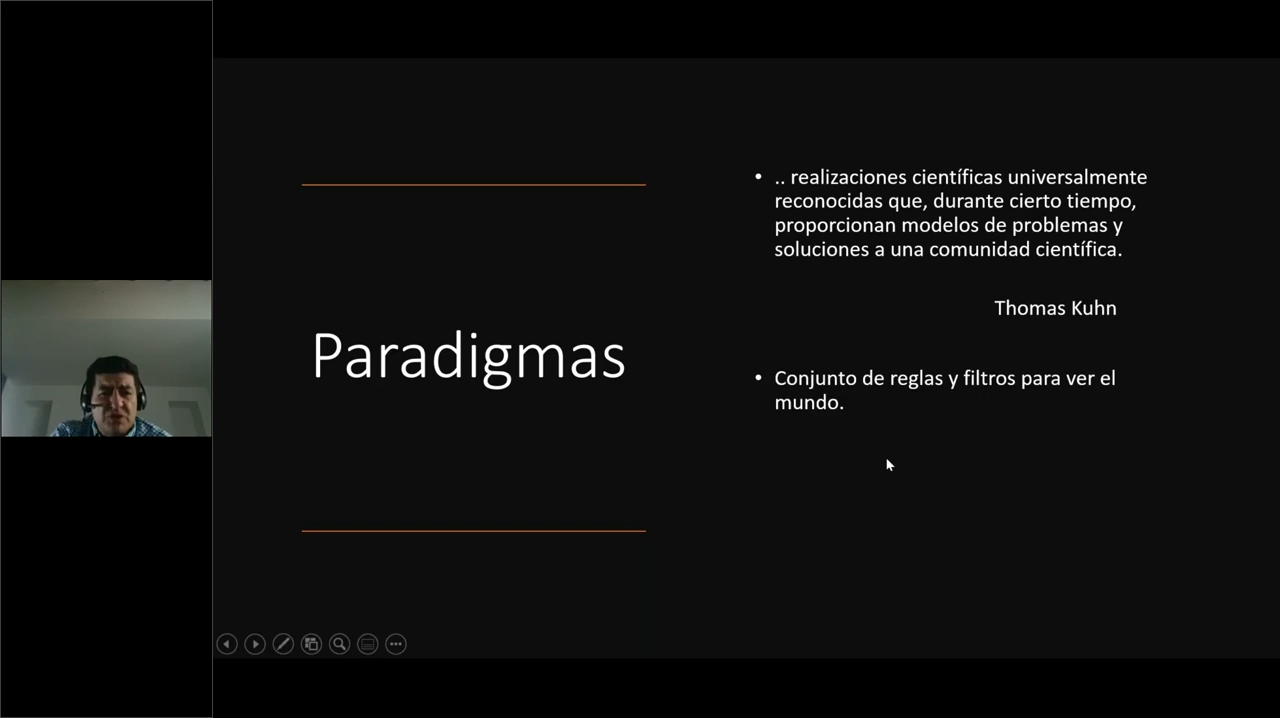 Paradigmas
• .. realizaciones científicas universalmente
reconocidas que, durante cierto tiempo,
proporcionan modelos de problemas y
soluciones a una comunidad científica.
Thomas Kuhn
• Conjunto de reglas y filtros para ver el
mundo.